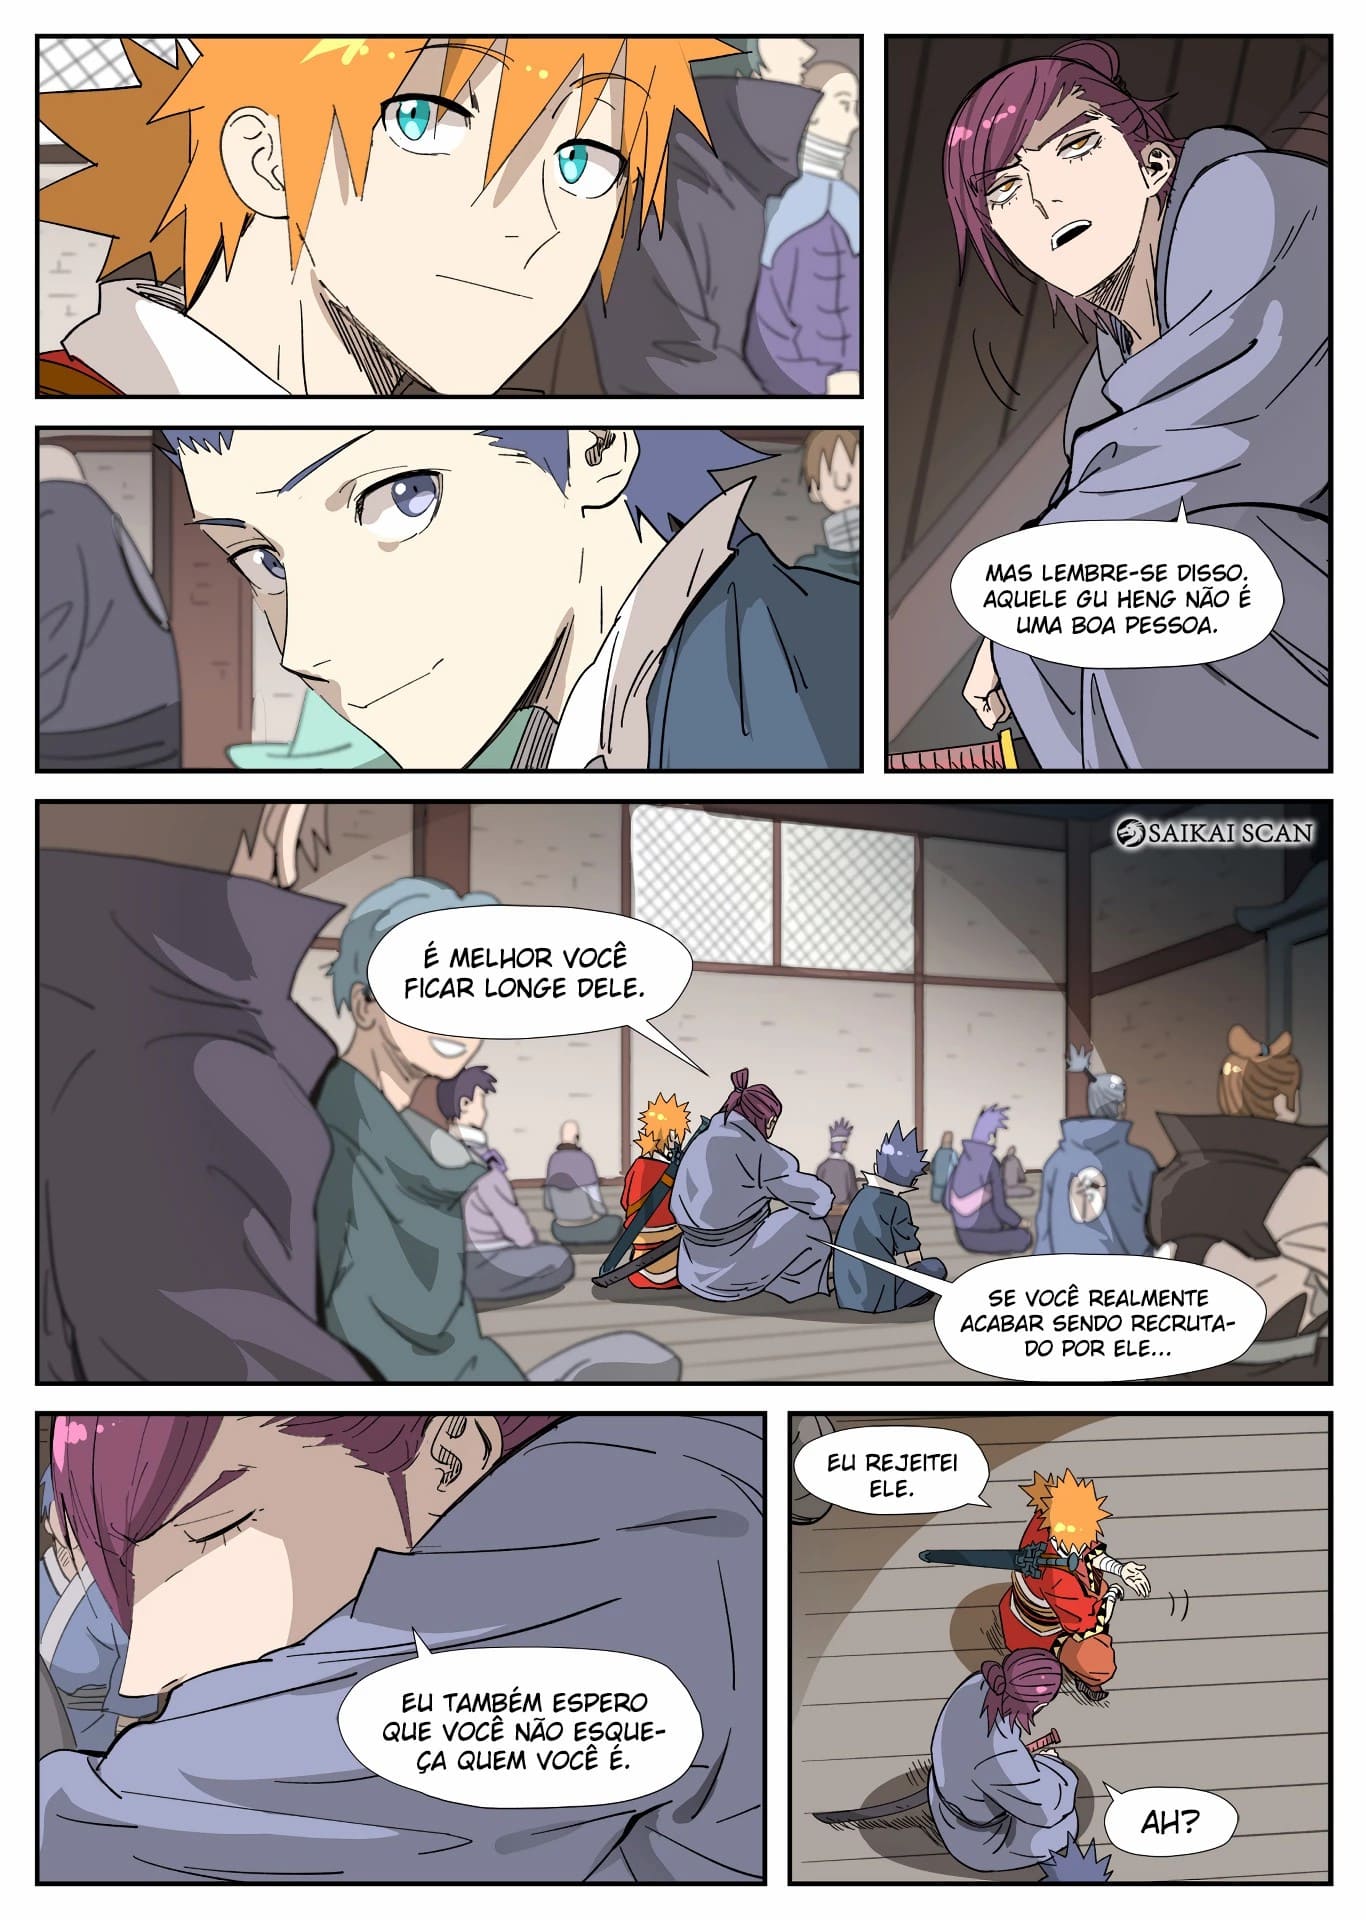 MAS LEMBRE-SE DISSO.
AQUELE GU HENG NÃO É
UMA BOA PESSOA.
SAIKAI SCAN
É MELHOR VOCÊ
FICAR LONGE DELE.
SE VOCÊ REALMENTE
ACABAR SENDO RECRUTA-
DO POR ELE...
EU TAMBÉM ESPERO
QUE VOCÊ NÃO ESQUE-
ÇA QUEM VOCÊ É.
EU REJEITEI
ELE.
AH?